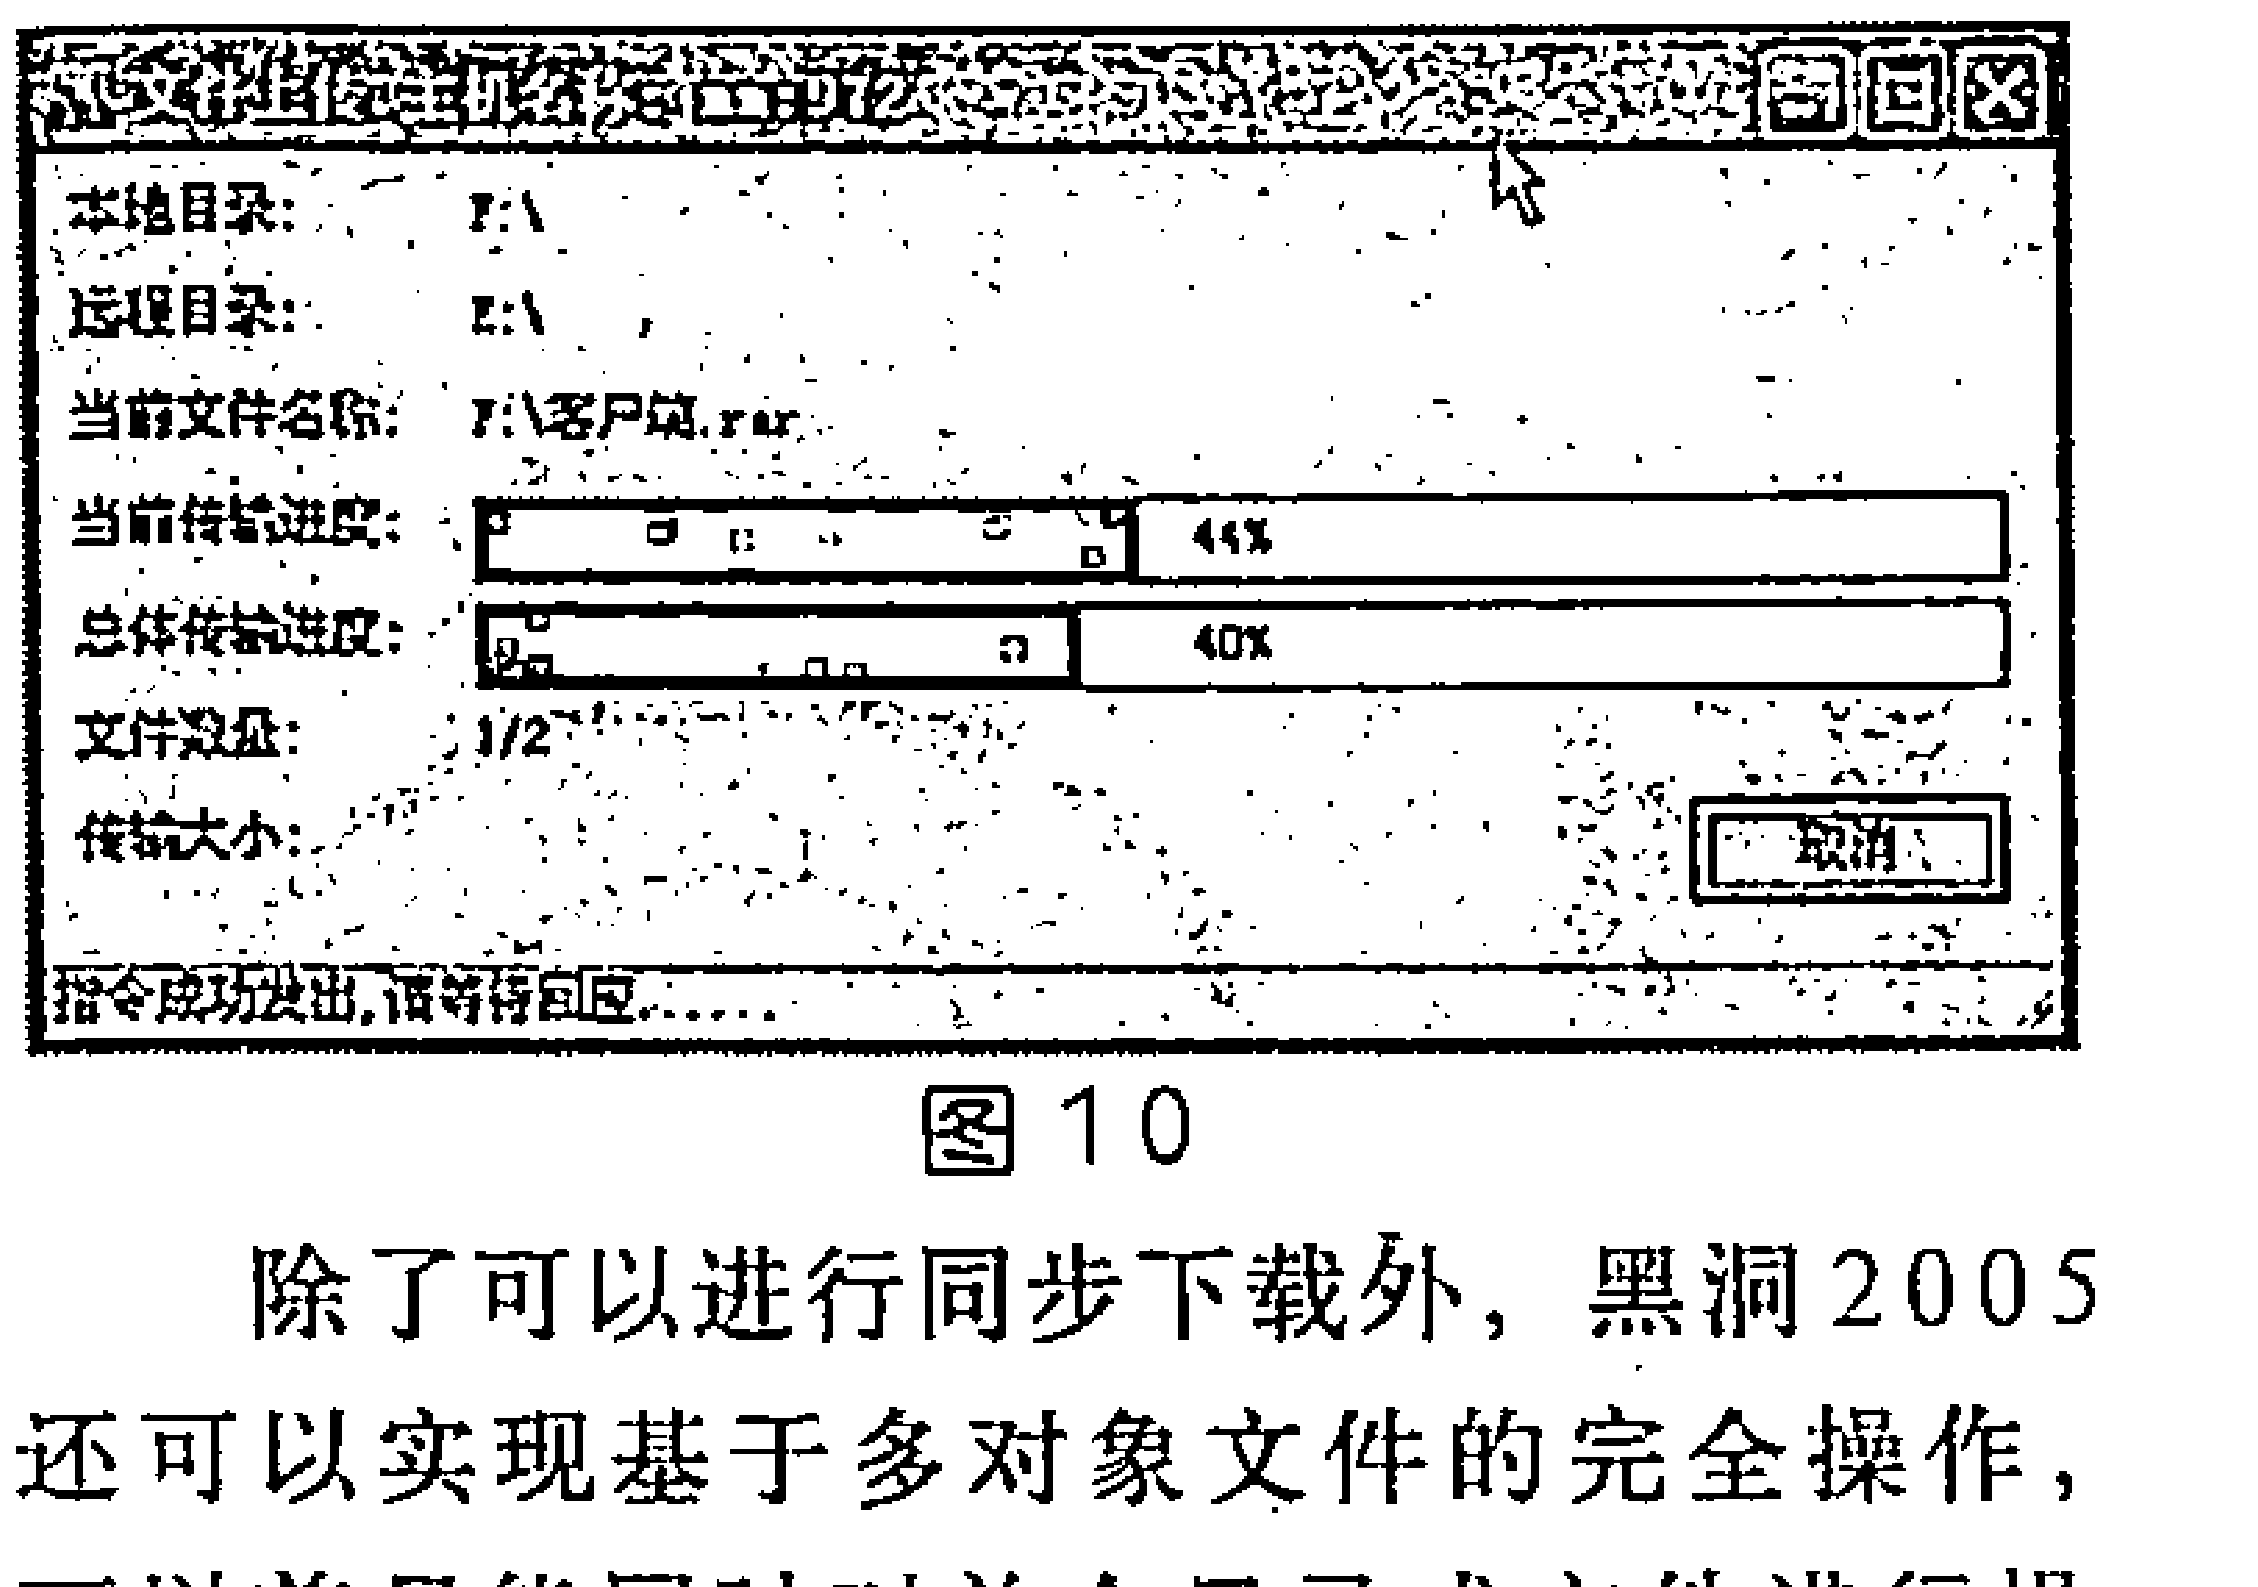 本地目录: F:\
远程目录: E:\
当前文件名称: F:\客户端.rar
当前传输进度: 44%
总体传输进度: 40%
文件数量: 1/2
传输大小:
取消
指令成功发出,请等待回应......
图10
除了可以进行同步下载外，黑洞2005
还可以实现基于多对象文件的完全操作，